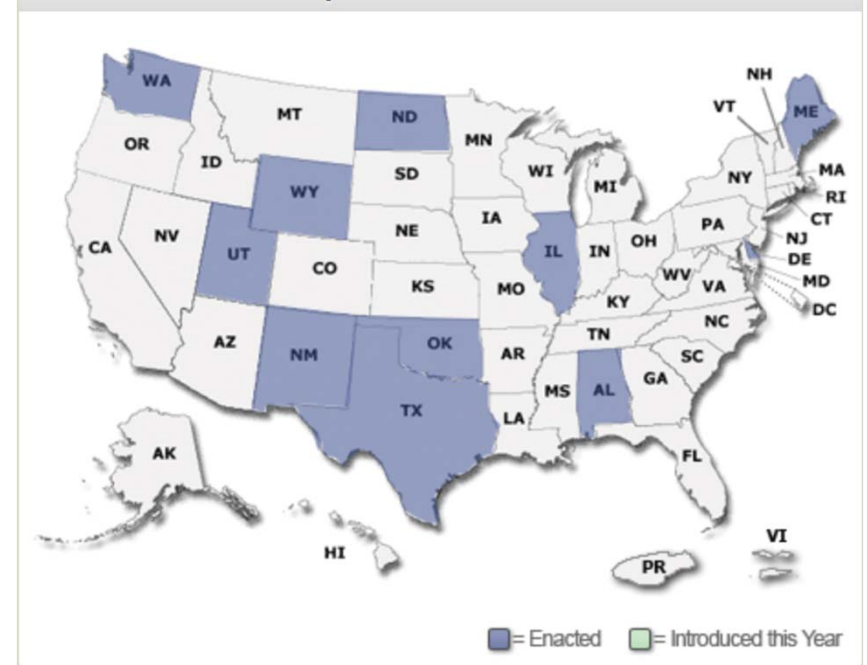 NH
WA
VT
ME
MT
ND
MN
OR
ID
SD
WI
MI
NY
MA
RI
WY
CT
NV
NE
IA
PA
NJ
CA
UT
CO
IL
IN
OH
DE
KS
MO
WV
VA
MD
KY
DC
NC
AZ
NM
OK
AR
TN
SC
TX
MS
AL
GA
LA
AK
FL
HI
VI
PR
= Enacted
= Introduced this Year